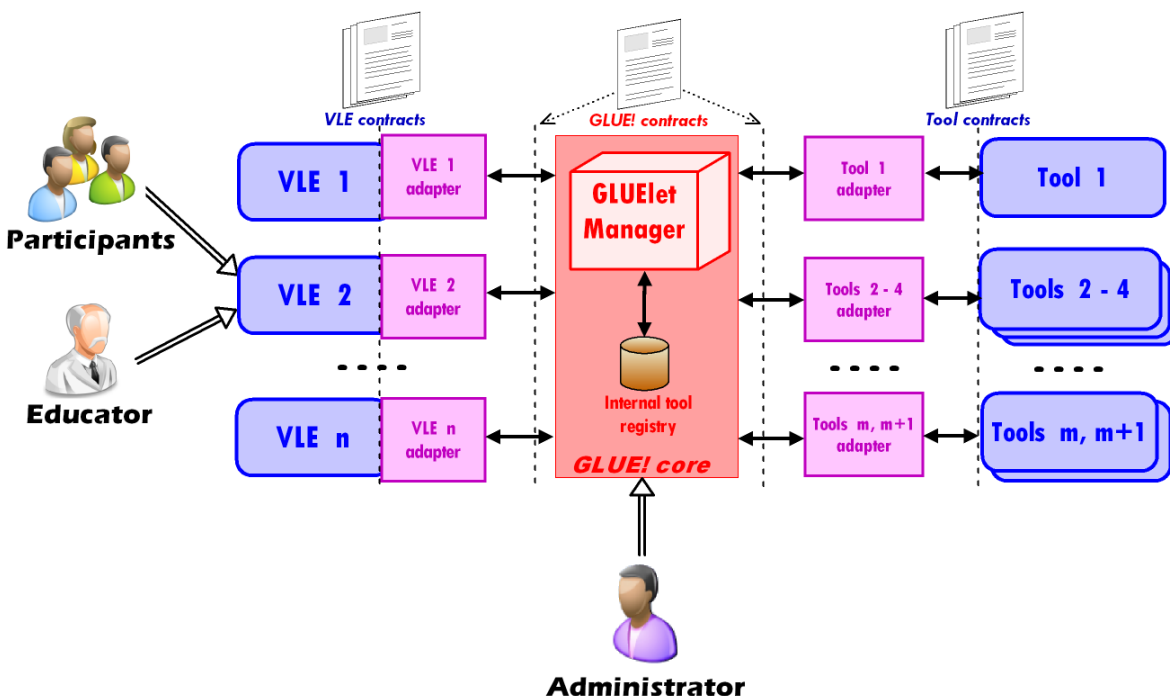 VLE contracts
GLUE! contracts
Tool contracts
Participants
Educator
VLE 1
VLE 1
adapter
VLE 2
VLE 2
adapter
. . . .
VLE n
VLE n
adapter
GLUElet
Manager
Internal tool
registry
GLUE! core
Tool 1
adapter
Tools 2 - 4
adapter
. . . .
Tools m, m+1
adapter
Tool 1
Tools 2 - 4
. . . .
Tools m, m+1
Administrator